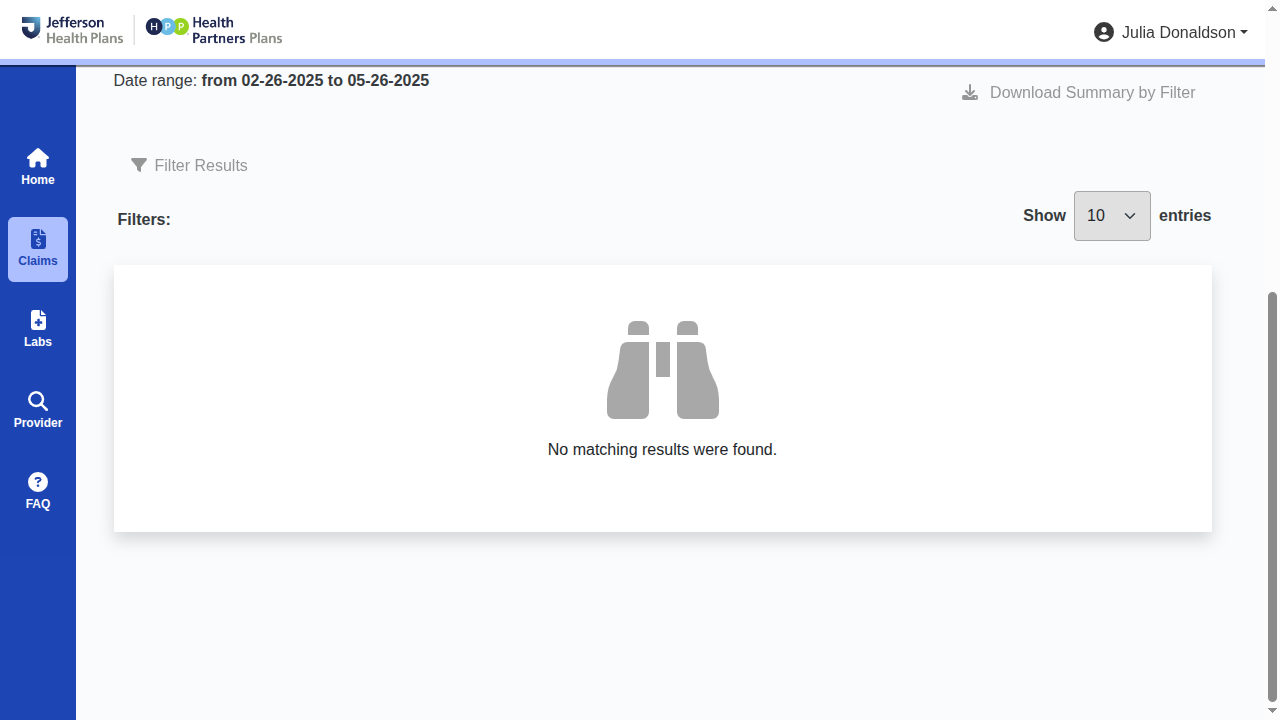 Jefferson
Health Plans
HPP
Health
Partners Plans
Julia Donaldson
Date range: from 02-26-2025 to 05-26-2025
Download Summary by Filter
Filter Results
Filters:
Show 10 entries
No matching results were found.
Home
Claims
Labs
Provider
FAQ